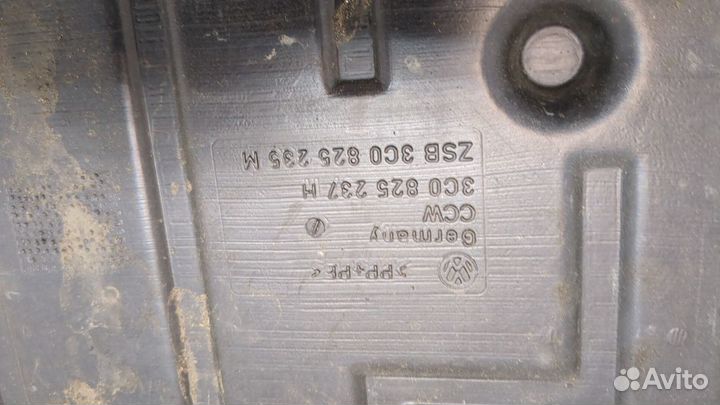 >PP+PE<
Germany
CCW
3C0 825 237 H
ZSB 3C0 825 235 M
Avito